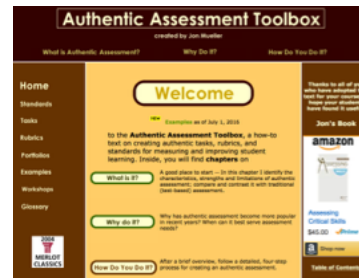 Authentic Assessment Toolbox
created by Jon Mueller
What is Authentic Assessment?
Why Do It?
How Do You Do It?
Home
Standards
Tasks
Rubrics
Portfolios
Examples
Workshops
Glossary
2004
MERLOT
CLASSICS
Welcome
Examples as of July 1, 2016
to the Authentic Assessment Toolbox, a how-to
text on creating authentic tasks, rubrics, and
standards for measuring and improving student
learning. Inside, you will find chapters on
What is it?
A good place to start -- In this chapter I identify the
characteristics, strengths and limitations of authentic
assessment; compare and contrast it with traditional
(test-based) assessment.
Why do it?
Why has authentic assessment become more popular
in recent years? When can it best serve assessment
needs?
How Do You Do It?
After a brief overview, follow a detailed, four-step
process for creating an authentic assessment.
Thanks to all of
who have adopted
text for your course
hope your studen
have found it usef
Jon's Book
amazon
Assessing
Critical Skills
$45.00
Shop now
Table of Content